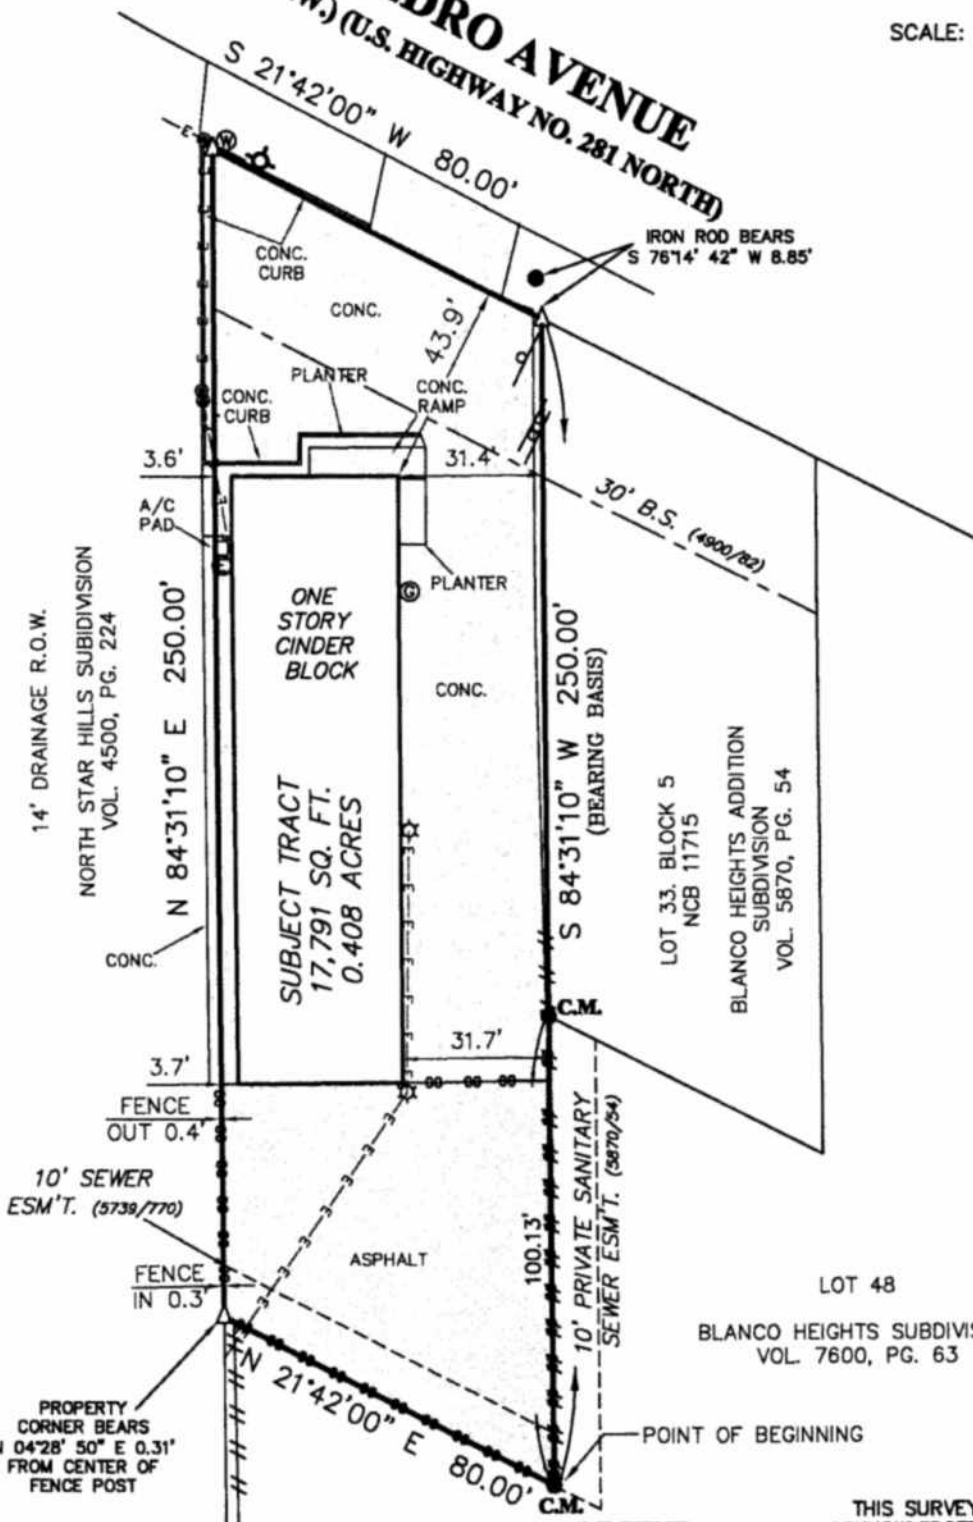 DRO AVENUE
W.) (U.S. HIGHWAY NO. 281 NORTH)
SCALE:
S 21°42'00" W 80.00'
E
W
IRON ROD BEARS
S 76°14' 42" W 8.85'
CONC.
CURB
CONC.
43.9'
PLANTER
CONC.
RAMP
CONC.
CURB
3.6'
31.4'
30' B.S. (4900/82)
A/C
PAD
PLANTER
G
14' DRAINAGE R.O.W.
NORTH STAR HILLS SUBIDIVISION
VOL. 4500, PG. 224
N 84°31'10" E 250.00'
ONE
STORY
CINDER
BLOCK
CONC.
S 84°31'10" W 250.00'
(BEARING BASIS)
SUBJECT TRACT
17,791 SQ. FT.
0.408 ACRES
LOT 33. BLOCK 5
NCB 11715
BLANCO HEIGHTS ADDITION
SUBDIVISION
VOL. 5870, PG. 54
CONC.
C.M.
31.7'
3.7'
FENCE
OUT 0.4'
10' SEWER
ESM'T. (5739/770)
10' PRIVATE SANITARY
SEWER ESM'T. (5870/54)
100.13'
ASPHALT
FENCE
IN 0.3'
LOT 48
BLANCO HEIGHTS SUBDIVIS
VOL. 7600, PG. 63
N 21°42'00" E 80.00'
PROPERTY
CORNER BEARS
N 04°28' 50" E 0.31'
FROM CENTER OF
FENCE POST
POINT OF BEGINNING
C.M.
THIS SURVEY